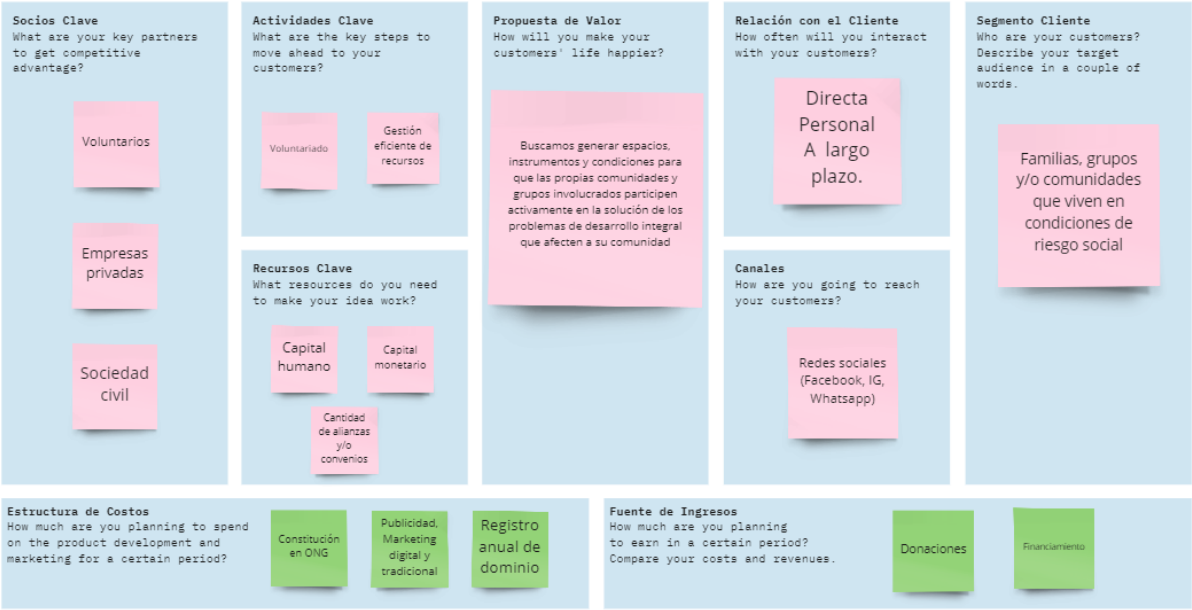 Socios Clave
What are your key partners
to get competitive
advantage?
Voluntarios
Empresas
privadas
Sociedad
civil
Actividades Clave
What are the key steps to
move ahead to your
customers?
Voluntariado
Gestión
eficiente de
recursos
Recursos Clave
What resources do you need
to make your idea work?
Capital
humano
Capital
monetario
Cantidad
de alianzas
y/o
convenios
Propuesta de Valor
How will you make your
customers' life happier?
Buscamos generar espacios,
instrumentos y condiciones para
que las propias comunidades y
grupos involucrados participen
activamente en la solución de los
problemas de desarrollo integral
que afecten a su comunidad
Relación con el Cliente
How often will you interact
with your customers?
Directa
Personal
A largo
plazo.
Canales
How are you going to reach
your customers?
Redes sociales
(Facebook, IG,
Whatsapp)
Segmento Cliente
Who are your customers?
Describe your target
audience in a couple of
words.
Familias, grupos
y/o comunidades
que viven en
condiciones de
riesgo social
Estructura de Costos
How much are you planning to spend
on the product development and
marketing for a certain period?
Constitución
en ONG
Publicidad,
Marketing
digital y
tradicional
Registro
anual de
dominio
Fuente de Ingresos
How much are you planning
to earn in a certain period?
Compare your costs and revenues.
Donaciones
Financiamiento